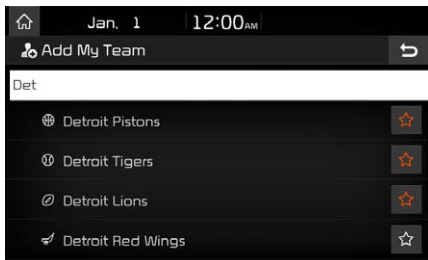 Jan. 1 12:00AM
Add My Team
Det
Detroit Pistons
Detroit Tigers
Detroit Lions
Detroit Red Wings